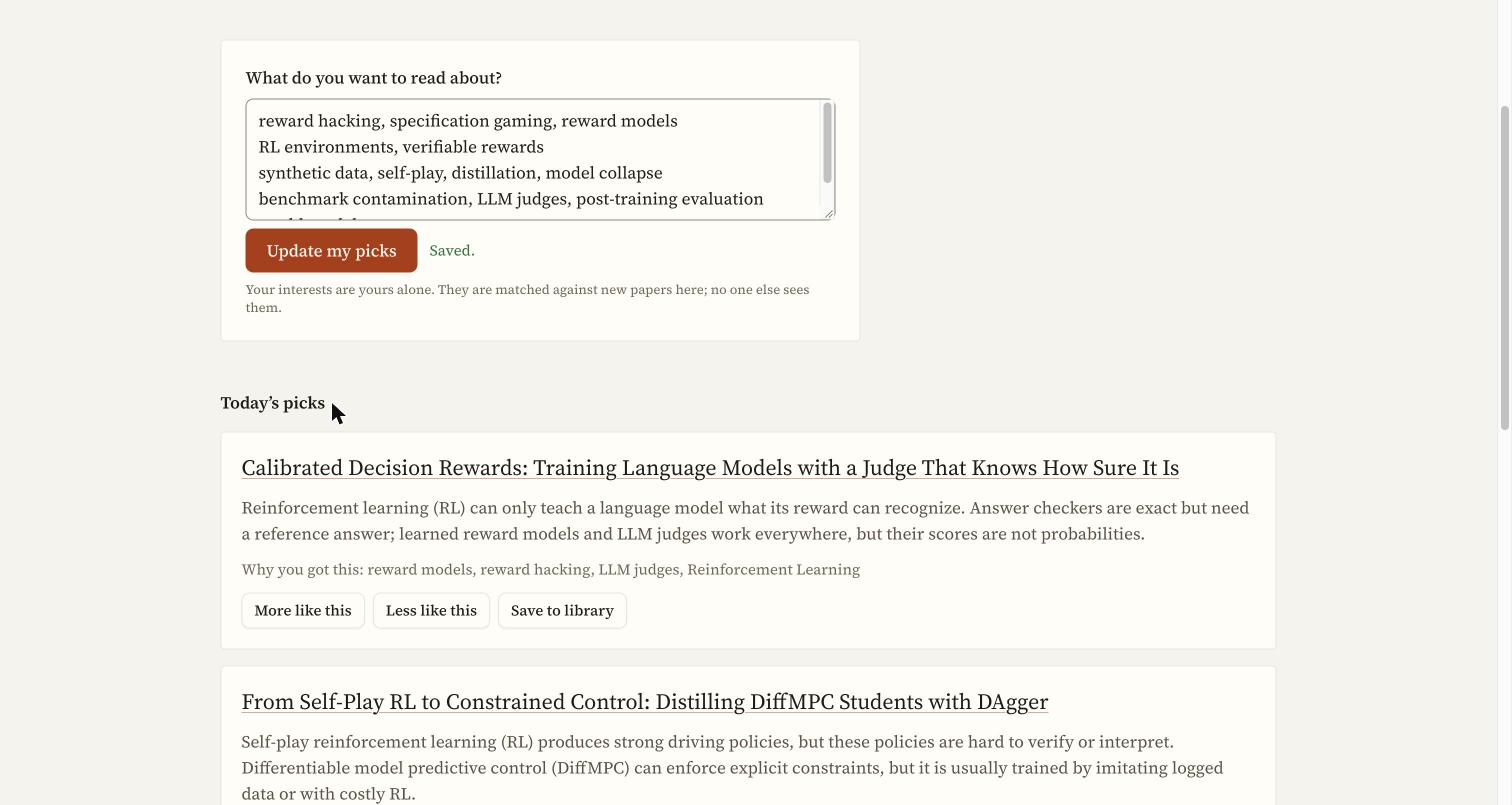 What do you want to read about?
reward hacking, specification gaming, reward models
RL environments, verifiable rewards
synthetic data, self-play, distillation, model collapse
benchmark contamination, LLM judges, post-training evaluation
Update my picks
Saved.
Your interests are yours alone. They are matched against new papers here; no one else sees
them.
Today’s picks
Calibrated Decision Rewards: Training Language Models with a Judge That Knows How Sure It Is
Reinforcement learning (RL) can only teach a language model what its reward can recognize. Answer checkers are exact but need
a reference answer; learned reward models and LLM judges work everywhere, but their scores are not probabilities.
Why you got this: reward models, reward hacking, LLM judges, Reinforcement Learning
More like this
Less like this
Save to library
From Self-Play RL to Constrained Control: Distilling DiffMPC Students with DAgger
Self-play reinforcement learning (RL) produces strong driving policies, but these policies are hard to verify or interpret.
Differentiable model predictive control (DiffMPC) can enforce explicit constraints, but it is usually trained by imitating logged
data or with costly RL.